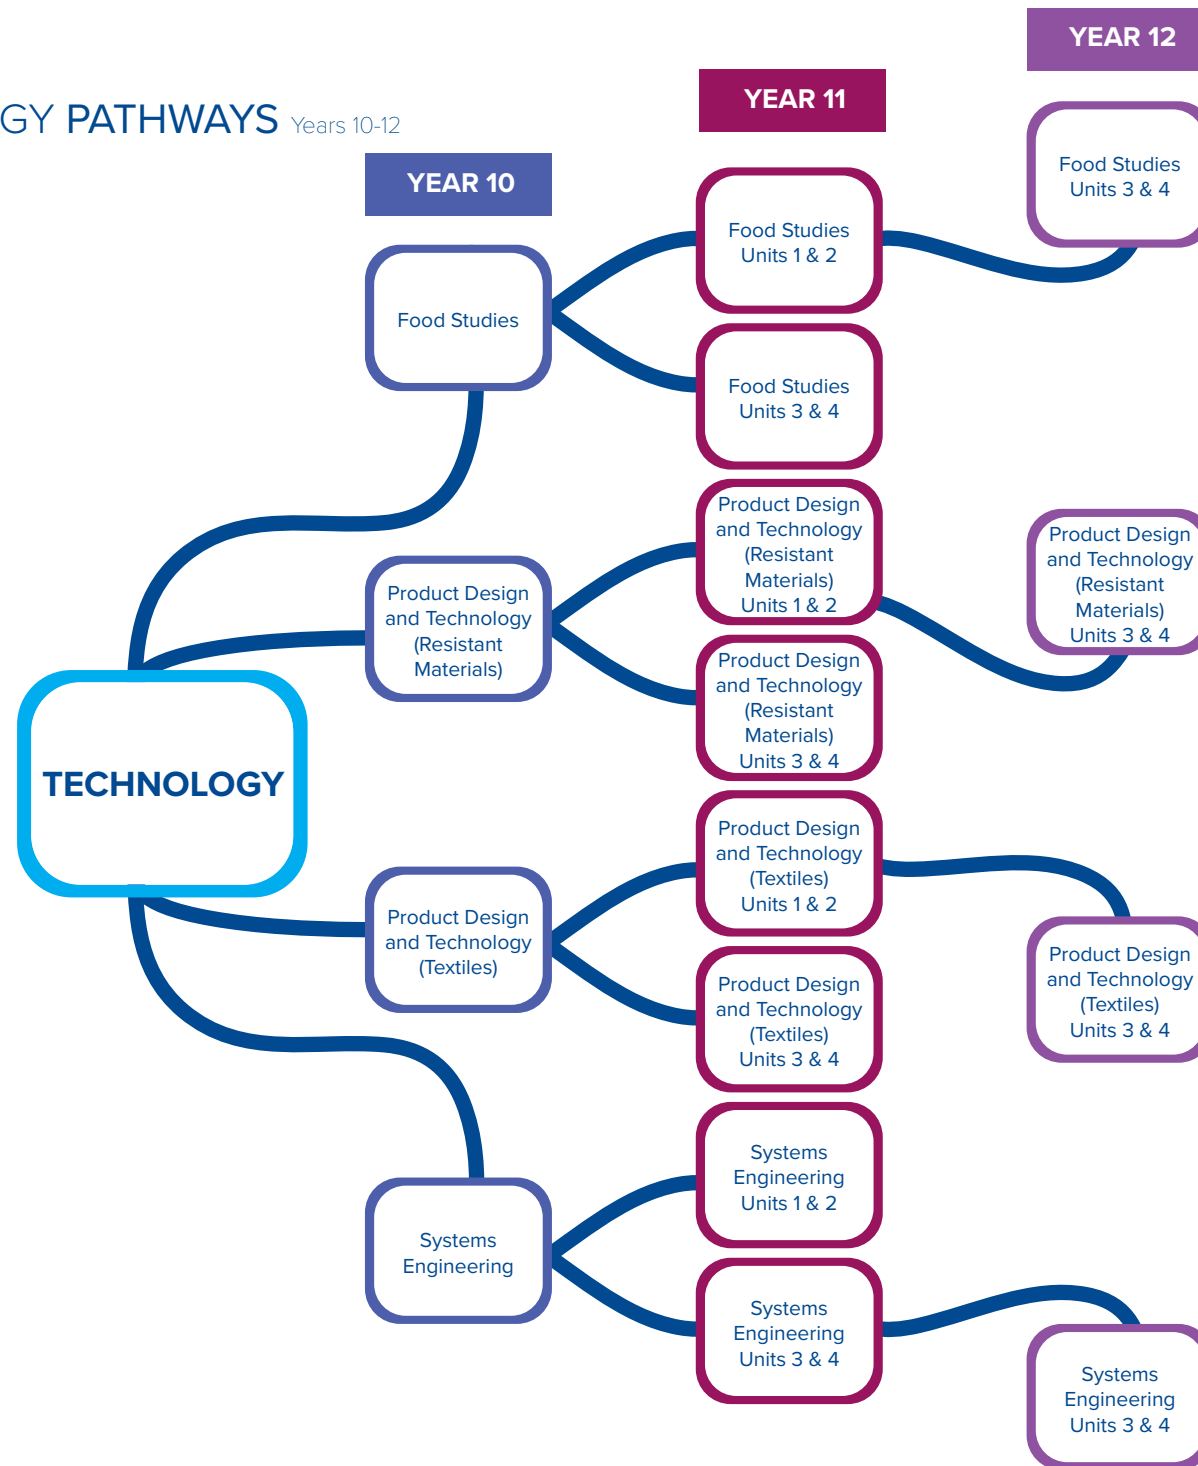 YEAR 12
YEAR 11
GY PATHWAYS Years 10-12
YEAR 10
Food Studies
Food Studies
Units 1 & 2
Food Studies
Units 3 & 4
Food Studies
Units 3 & 4
Product Design
and Technology
(Resistant
Materials)
Product Design
and Technology
(Resistant
Materials)
Units 1 & 2
Product Design
and Technology
(Resistant
Materials)
Units 3 & 4
Product Design
and Technology
(Resistant
Materials)
Units 3 & 4
TECHNOLOGY
Product Design
and Technology
(Textiles)
Product Design
and Technology
(Textiles)
Units 1 & 2
Product Design
and Technology
(Textiles)
Units 3 & 4
Product Design
and Technology
(Textiles)
Units 3 & 4
Systems
Engineering
Systems
Engineering
Units 1 & 2
Systems
Engineering
Units 3 & 4
Systems
Engineering
Units 3 & 4